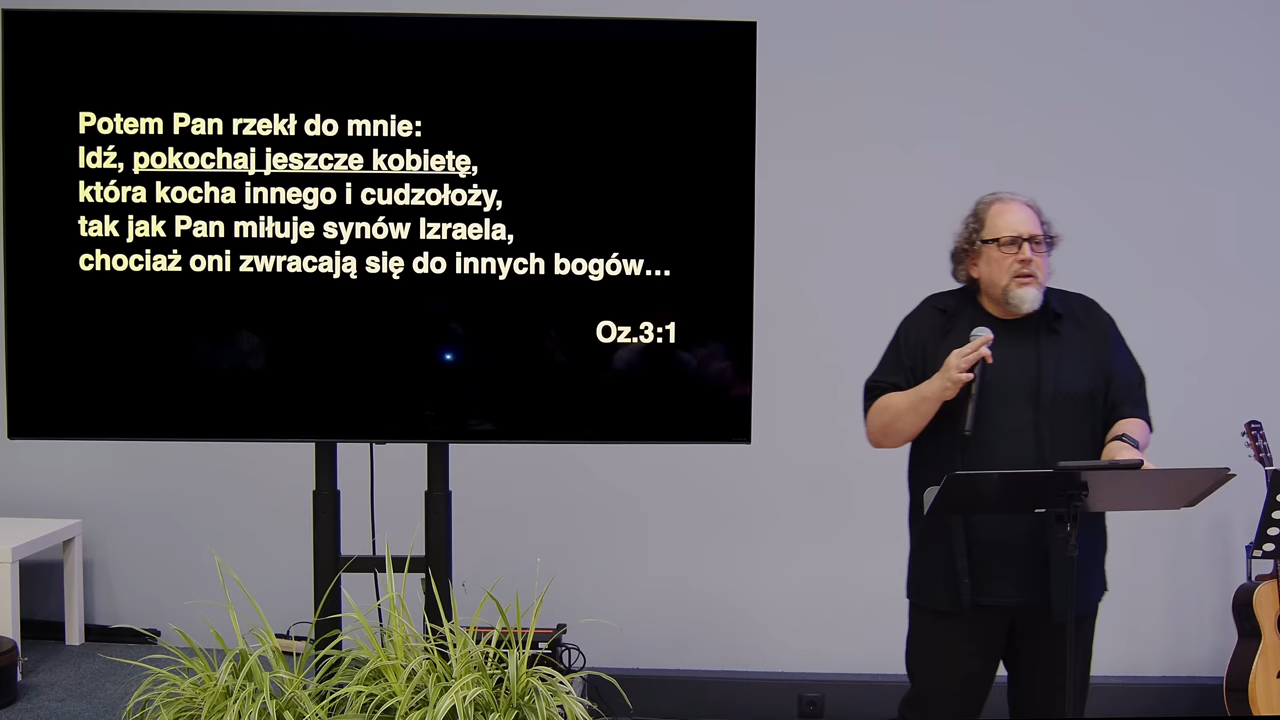 Potem Pan rzekł do mnie:
Idź, pokochaj jeszcze kobietę,
która kocha innego i cudzołoży,
tak jak Pan miłuje synów Izraela,
chociaż oni zwracają się do innych bogów...
Oz.3:1